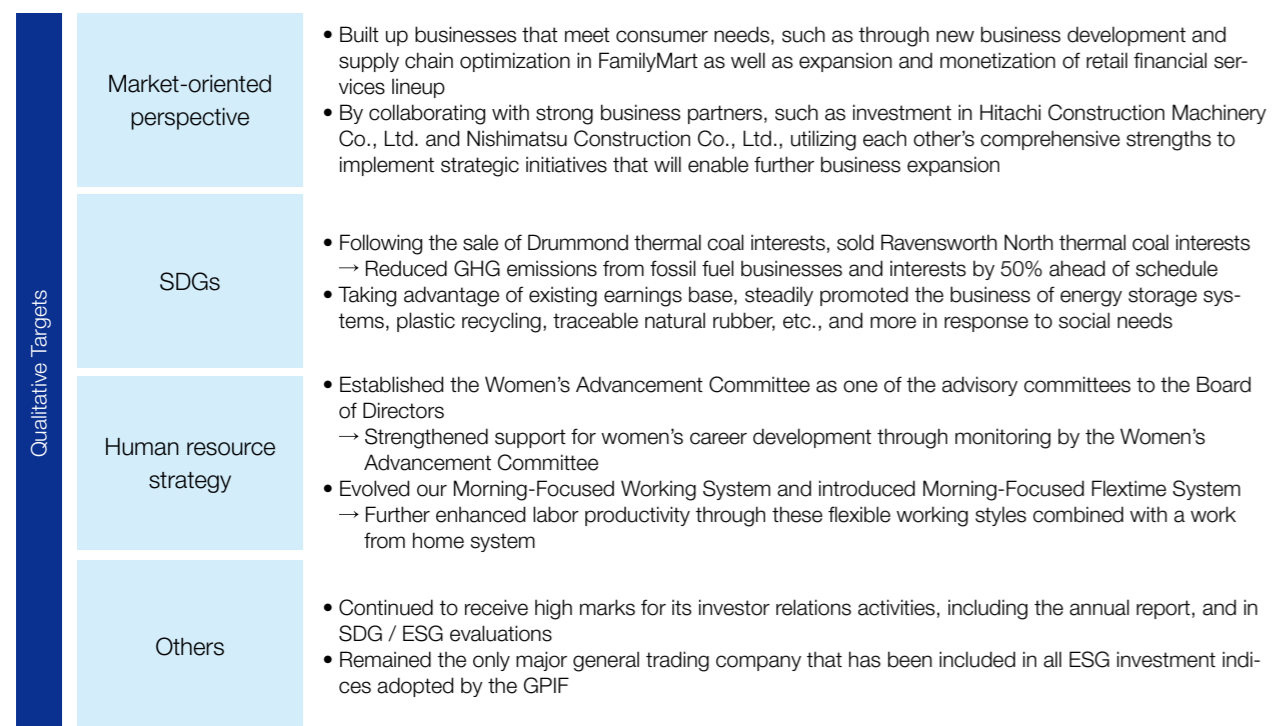 Qualitative Targets
Market-oriented
perspective
• Built up businesses that meet consumer needs, such as through new business development and
supply chain optimization in FamilyMart as well as expansion and monetization of retail financial ser-
vices lineup
• By collaborating with strong business partners, such as investment in Hitachi Construction Machinery
Co., Ltd. and Nishimatsu Construction Co., Ltd., utilizing each other’s comprehensive strengths to
implement strategic initiatives that will enable further business expansion
SDGs
• Following the sale of Drummond thermal coal interests, sold Ravensworth North thermal coal interests
→ Reduced GHG emissions from fossil fuel businesses and interests by 50% ahead of schedule
• Taking advantage of existing earnings base, steadily promoted the business of energy storage sys-
tems, plastic recycling, traceable natural rubber, etc., and more in response to social needs
Human resource
strategy
• Established the Women’s Advancement Committee as one of the advisory committees to the Board
of Directors
→ Strengthened support for women’s career development through monitoring by the Women’s
Advancement Committee
• Evolved our Morning-Focused Working System and introduced Morning-Focused Flextime System
→ Further enhanced labor productivity through these flexible working styles combined with a work
from home system
Others
• Continued to receive high marks for its investor relations activities, including the annual report, and in
SDG / ESG evaluations
• Remained the only major general trading company that has been included in all ESG investment indi-
ces adopted by the GPIF